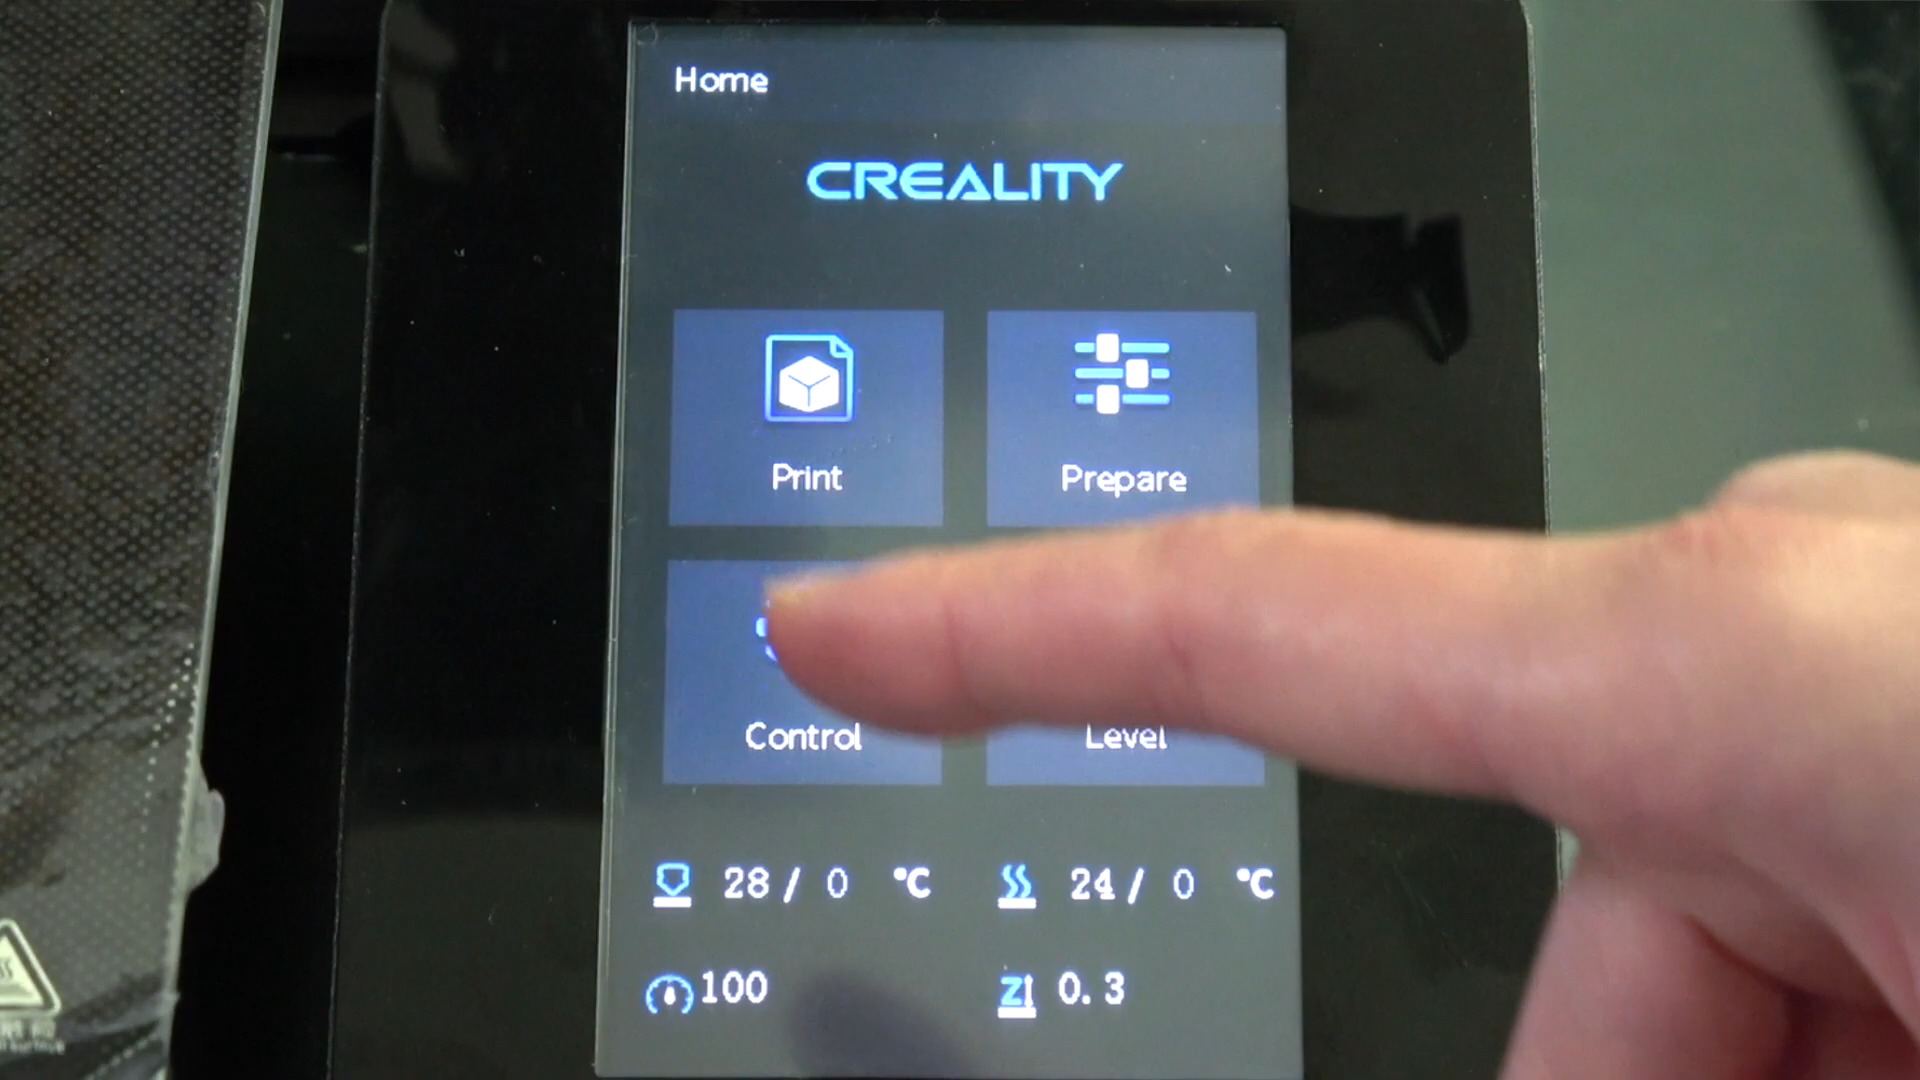 Home
CREALITY
Print
Prepare
Control
Level
28 / 0 °C
24 / 0 °C
100
Z 0.3